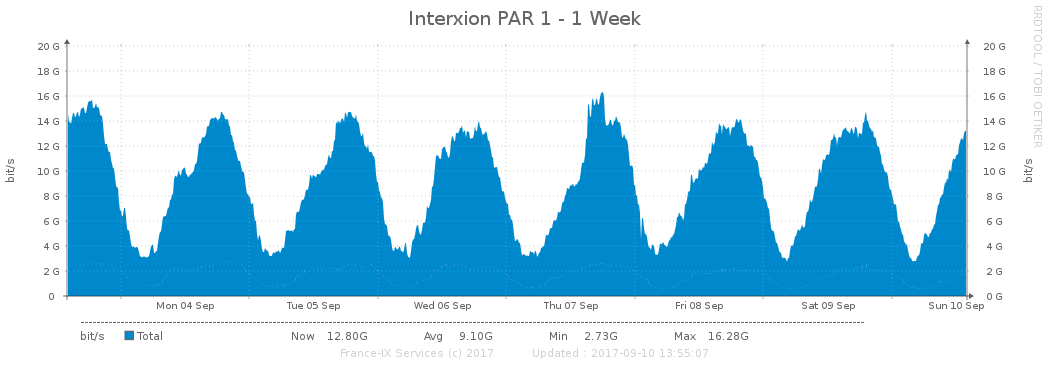 Interxion PAR 1 - 1 Week
RRDTOOL / TOBI OETIKER
20 G 20 G
18 G 18 G
16 G 16 G
14 G 14 G
12 G 12 G
10 G 10 G
8 G 8 G
6 G 6 G
4 G 4 G
2 G 2 G
0 0 G
bit/s bit/s
Mon 04 Sep Tue 05 Sep Wed 06 Sep Thu 07 Sep Fri 08 Sep Sat 09 Sep Sun 10 Sep
bit/s Total Now 12.80G Avg 9.10G Min 2.73G Max 16.28G
France-IX Services (c) 2017 Updated : 2017-09-10 13:55:07